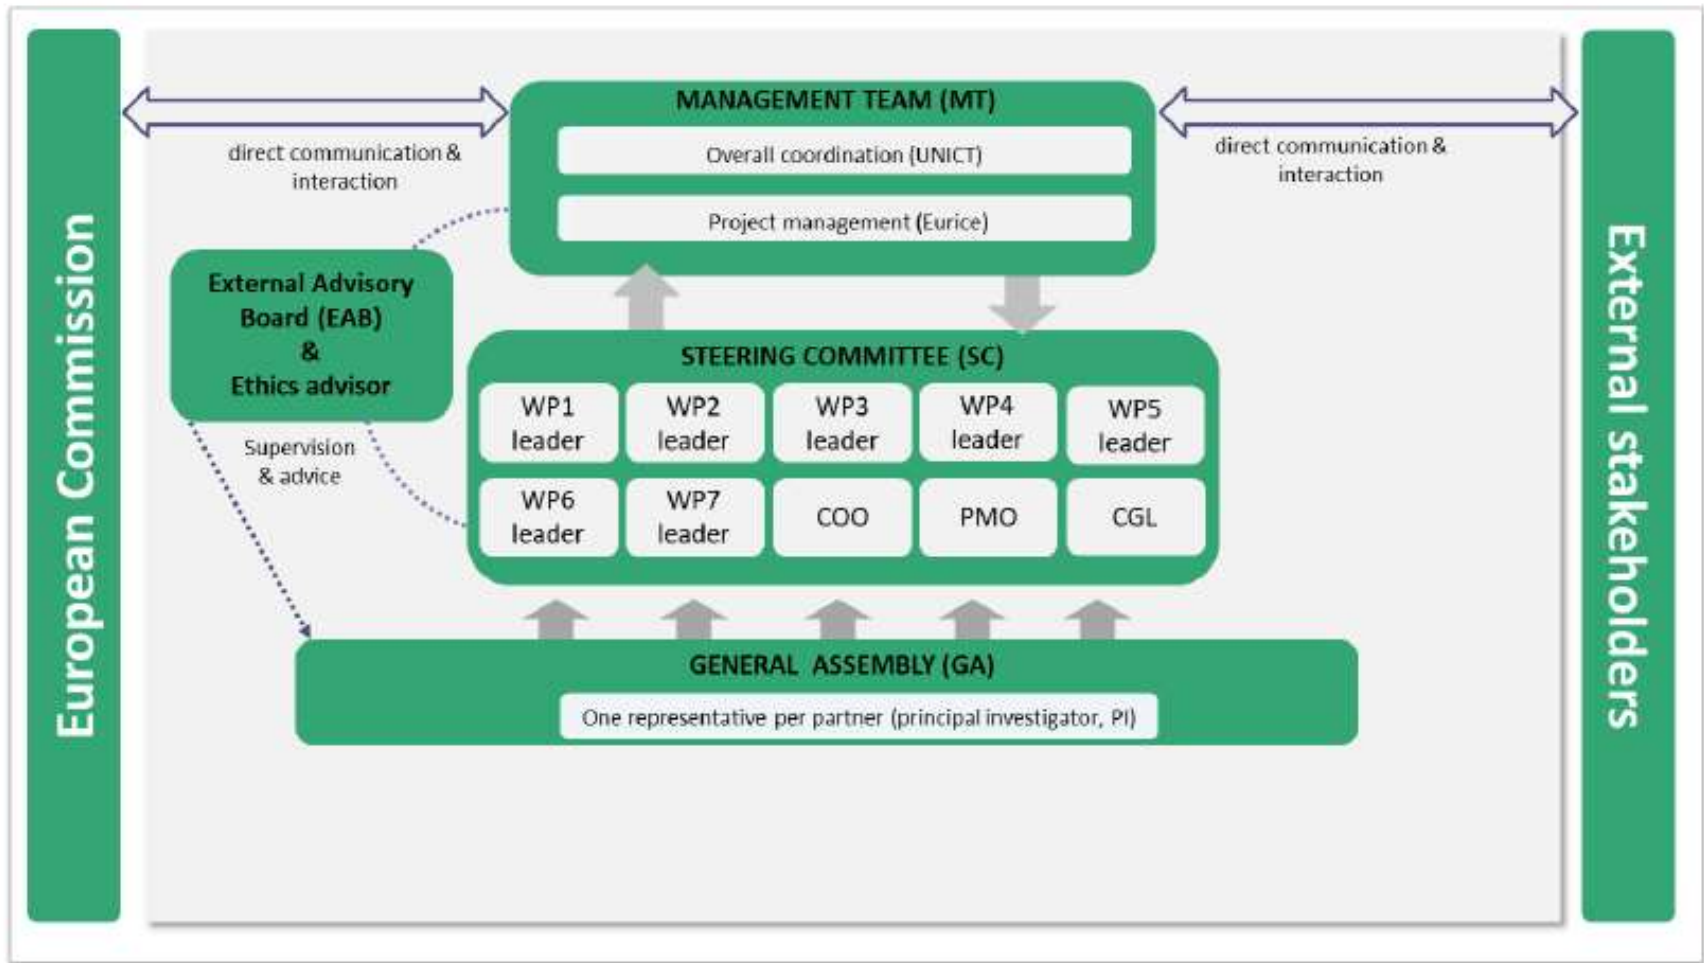 European Commission
MANAGEMENT TEAM (MT)
Overall coordination (UNICT)
Project management (Eurice)
direct communication &
interaction
direct communication &
interaction
External Advisory
Board (EAB)
&
Ethics advisor
Supervision
& advice
STEERING COMMITTEE (SC)
WP1
leader
WP2
leader
WP3
leader
WP4
leader
WP5
leader
WP6
leader
WP7
leader
COO
PMO
CGL
GENERAL ASSEMBLY (GA)
One representative per partner (principal investigator, PI)
External stakeholders